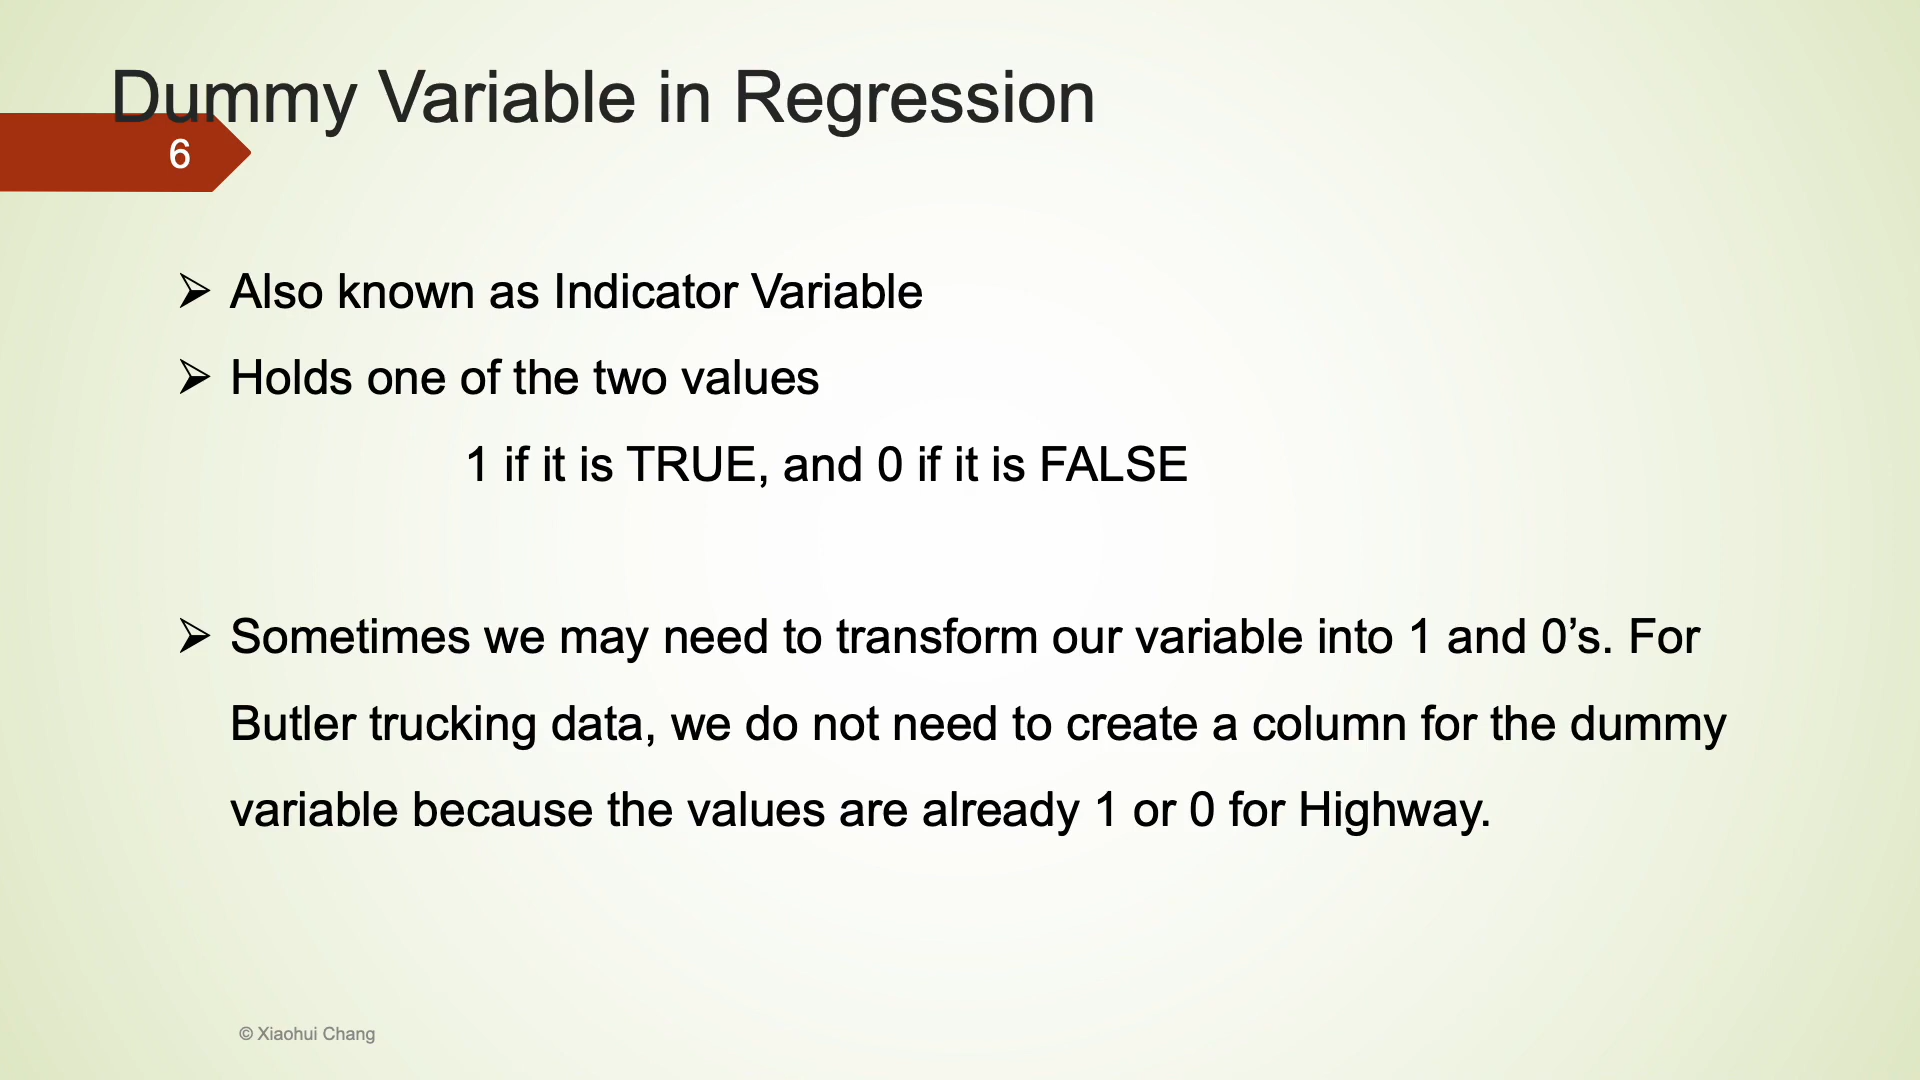 Dummy Variable in Regression
6
➢ Also known as Indicator Variable
➢ Holds one of the two values
1 if it is TRUE, and 0 if it is FALSE
➢ Sometimes we may need to transform our variable into 1 and 0’s. For
Butler trucking data, we do not need to create a column for the dummy
variable because the values are already 1 or 0 for Highway.
© Xiaohui Chang